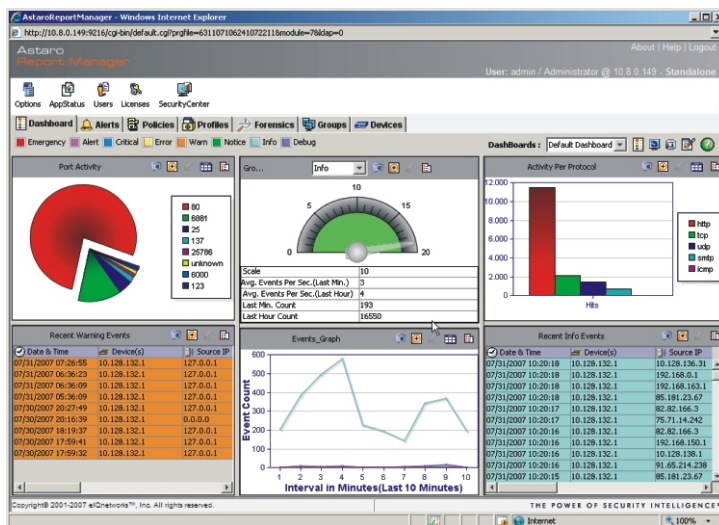 AstaroReportManager - Windows Internet Explorer
http://10.8.0.149:9216/cgi-bin/default.cgi?prgfile=6311071062410722118module=7&ldap=0
Astaro
Report Manager
About | Help | Logout
User: admin / Administrator @ 10.8.0.149 - Standalone
Options AppStatus Users Licenses SecurityCenter
Dashboard Alerts Policies Profiles Forensics Groups Devices
Emergency Alert Critical Error Warn Notice Info Debug
DashBoards : Default Dashboard
Port Activity
80
6881
25
137
25786
unknown
6000
123
Gro... Info
0 5 10 15 20
Scale 10
Avg. Events Per Sec.(Last Min.) 3
Avg. Events Per Sec.(Last Hour) 4
Last Min. Count 193
Last Hour Count 16550
Activity Per Protocol
12.000
10.000
8.000
6.000
4.000
2.000
0
Hits
http
tcp
udp
smtp
icmp
Recent Warning Events
Date & Time Device(s) Source IP
07/31/2007 07:26:55 10.128.132.1 127.0.0.1
07/31/2007 06:36:23 10.128.132.1 127.0.0.1
07/31/2007 06:36:09 10.128.132.1 127.0.0.1
07/31/2007 05:36:09 10.128.132.1 127.0.0.1
07/30/2007 20:27:49 10.128.132.1 127.0.0.1
07/30/2007 20:16:39 10.128.132.1 0.0.0.0
07/30/2007 18:19:37 10.128.132.1 127.0.0.1
07/30/2007 17:59:41 10.128.132.1 127.0.0.1
07/30/2007 17:59:32 10.128.132.1 127.0.0.1
Events_Graph
Event Count
600
500
400
300
200
100
0
1 2 3 4 5 6 7 8 9 10
Interval in Minutes(Last 10 Minutes)
Recent Info Events
Date & Time Device(s) Source IP
07/31/2007 10:20:18 10.128.132.1 10.128.136.31
07/31/2007 10:20:18 10.128.132.1 192.168.0.1
07/31/2007 10:20:18 10.128.132.1 192.168.163.1
07/31/2007 10:20:18 10.128.132.1 85.181.23.67
07/31/2007 10:20:17 10.128.132.1 82.82.166.3
07/31/2007 10:20:17 10.128.132.1 75.71.14.242
07/31/2007 10:20:16 10.128.132.1 82.82.166.3
07/31/2007 10:20:16 10.128.132.1 192.168.150.1
07/31/2007 10:20:16 10.128.132.1 10.128.138.1
07/31/2007 10:20:16 10.128.132.1 91.65.214.238
07/31/2007 10:20:15 10.128.132.1 85.181.23.67
Copyright© 2001-2007 eIQnetworks™, Inc. All rights reserved.
THE POWER OF SECURITY INTELLIGENCE
Internet 100%